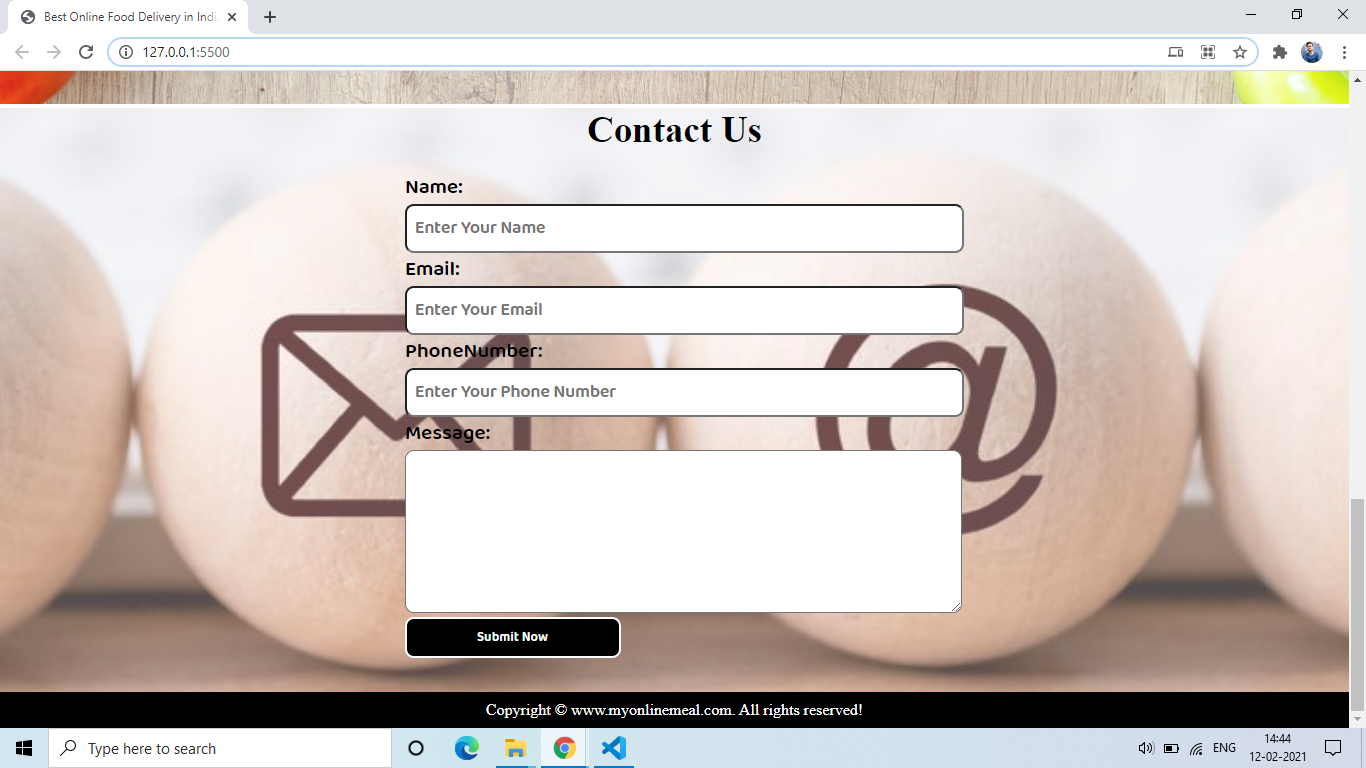 Best Online Food Delivery in Indi
127.0.0.1:5500
Contact Us
Name:
Enter Your Name
Email:
Enter Your Email
PhoneNumber:
Enter Your Phone Number
Message:
@
Submit Now
Copyright © www.myonlinemeal.com. All rights reserved!
Type here to search
ENG
14:44
12-02-2021